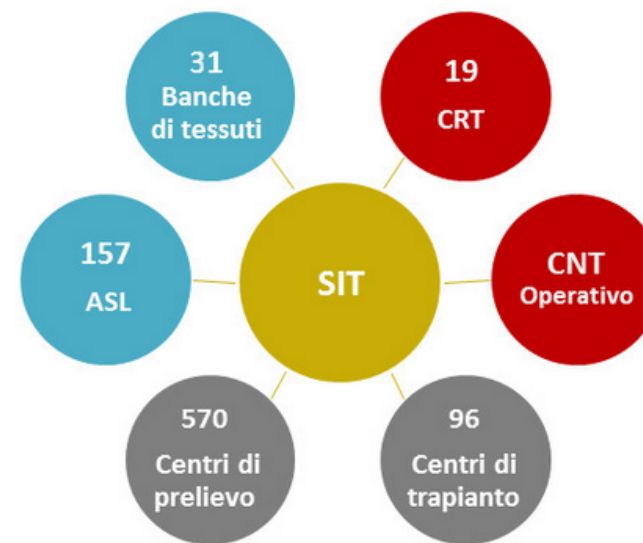 31
Banche
di tessuti
19
CRT
157
ASL
SIT
CNT
Operativo
570
Centri di
prelievo
96
Centri di
trapianto